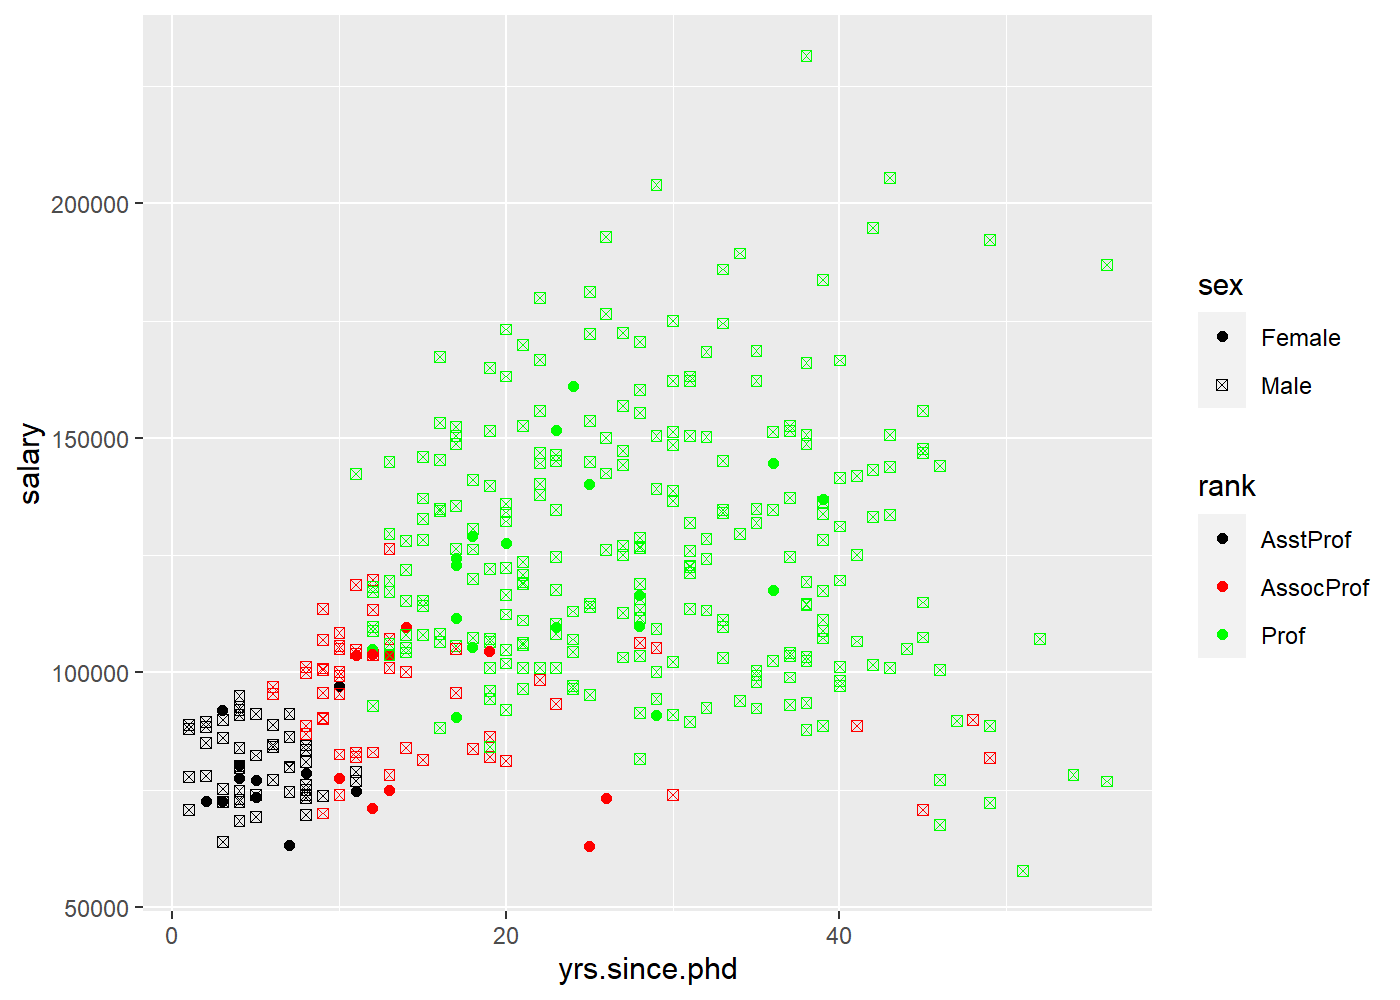 salary
200000
150000
100000
50000
0
20
40
yrs.since.phd
sex
Female
Male
rank
AsstProf
AssocProf
Prof